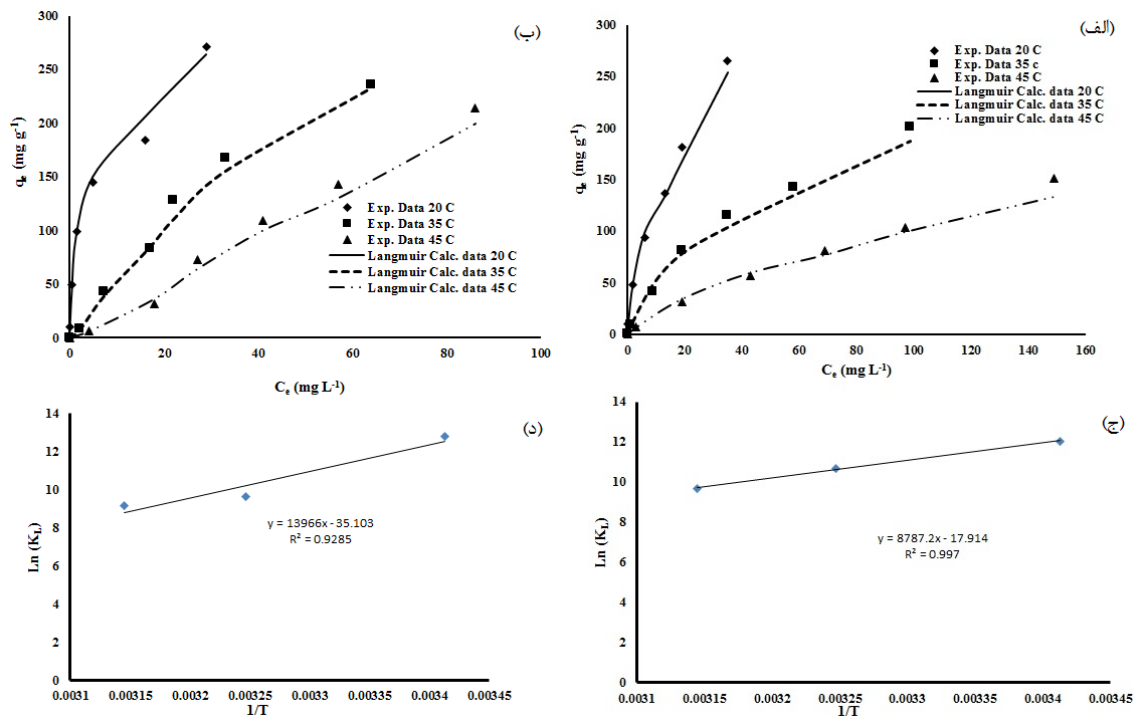 (ب)
300
250
200
150
100
50
0
qe (mg g-1)
0 20 40 60 80 100
Ce (mg L-1)
Exp. Data 20 C
Exp. Data 35 C
Exp. Data 45 C
Langmuir Calc. data 20 C
Langmuir Calc. data 35 C
Langmuir Calc. data 45 C
(الف)
300
250
200
150
100
50
0
qe (mg g-1)
0 20 40 60 80 100 120 140 160
Ce (mg L-1)
Exp. Data 20 C
Exp. Data 35 c
Exp. Data 45 C
Langmuir Calc. data 20 C
Langmuir Calc. data 35 C
Langmuir Calc. data 45 C
(د)
14
12
10
8
6
4
2
0
Ln (KL)
y = 13966x - 35.103
R² = 0.9285
0.0031 0.00315 0.0032 0.00325 0.0033 0.00335 0.0034 0.00345
1/T
(ج)
14
12
10
8
6
4
2
0
Ln (KL)
y = 8787.2x - 17.914
R² = 0.997
0.0031 0.00315 0.0032 0.00325 0.0033 0.00335 0.0034 0.00345
1/T